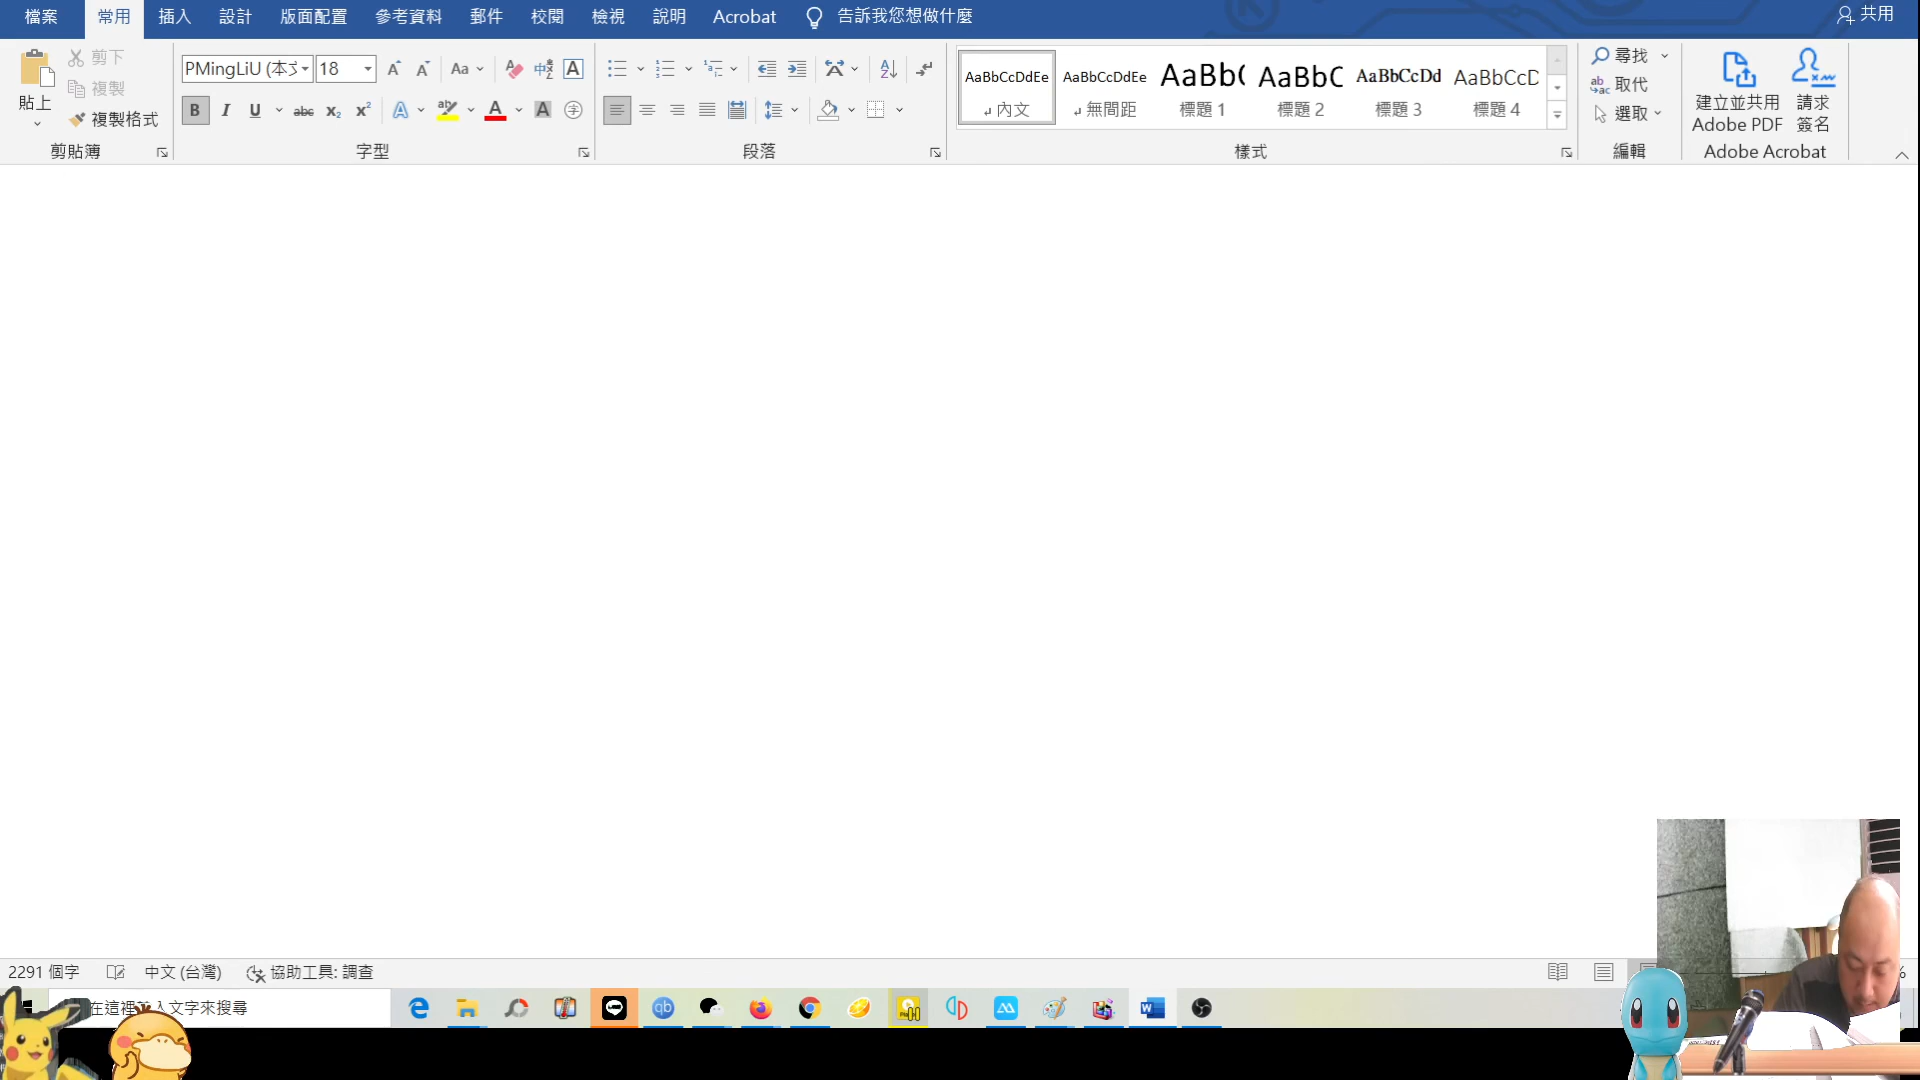 檔案 常用 插入 設計 版面配置 參考資料 郵件 校閱 檢視 說明 Acrobat 告訴我您想做什麼 共用
貼上
剪下
複製
複製格式
剪貼簿
PMingLiU (本文 18
字型
段落
AaBbCcDdEe AaBbCcDdEe AaBb( AaBbC AaBbCcDd AaBbCcD
內文 無間距 標題 1 標題 2 標題 3 標題 4
樣式
尋找
取代
選取
編輯
建立並共用
Adobe PDF
請求
簽名
Adobe Acrobat
2291 個字 中文 (台灣) 協助工具: 調查
在這裡輸入文字來搜尋